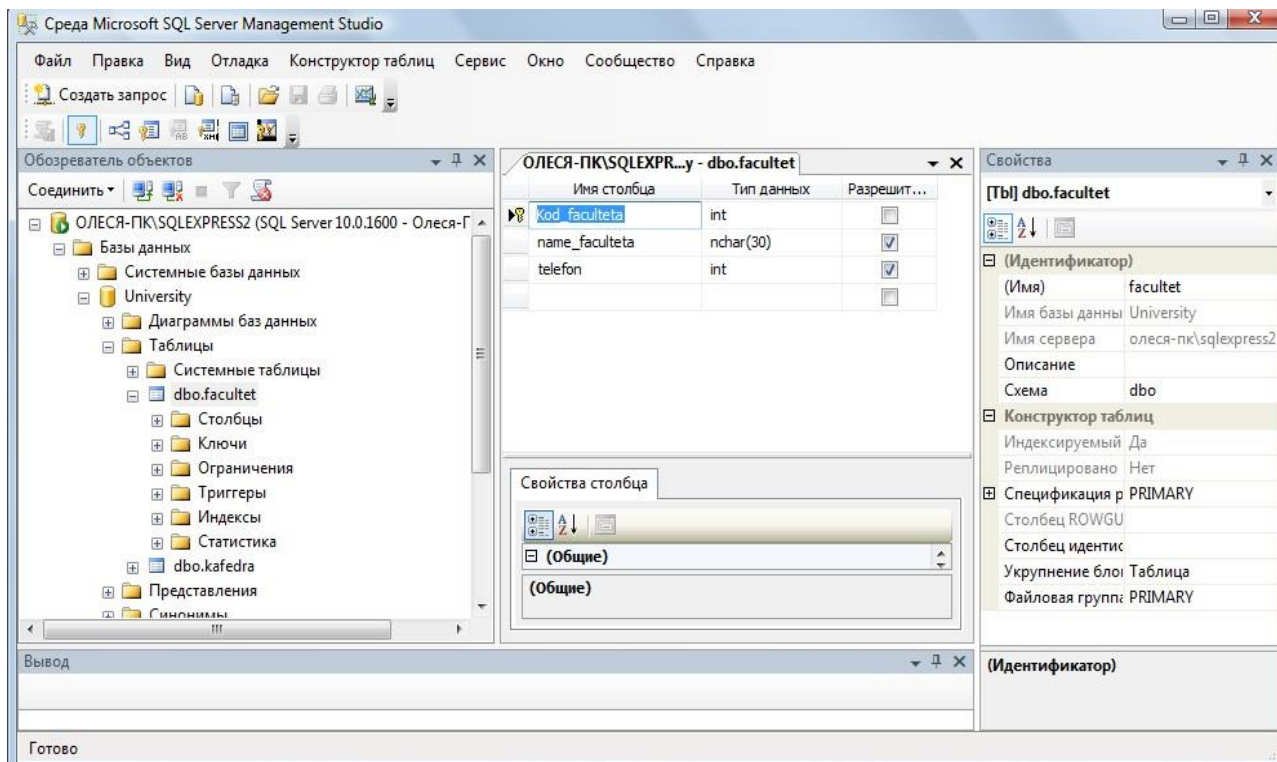 Среда Microsoft SQL Server Management Studio
Файл Правка Вид Отладка Конструктор таблиц Сервис Окно Сообщество Справка
Создать запрос
Обозреватель объектов
Соединить
ОЛЕСЯ-ПК\SQLEXPRESS2 (SQL Server 10.0.1600 - Олеся-П
Базы данных
Системные базы данных
University
Диаграммы баз данных
Таблицы
Системные таблицы
dbo.facultet
Столбцы
Ключи
Ограничения
Триггеры
Индексы
Статистика
dbo.kafedra
Представления
Синонимы
ОЛЕСЯ-ПК\SQLEXPR...y - dbo.facultet
Имя столбца Тип данных Разрешит...
Kod_faculteta int
name_faculteta nchar(30)
telefon int
Свойства столбца
(Общие)
(Общие)
Свойства
[Tbl] dbo.facultet
(Идентификатор)
(Имя) facultet
Имя базы данны University
Имя сервера олеся-пк\sqlexpress2
Описание
Схема dbo
Конструктор таблиц
Индексируемый Да
Реплицировано Нет
Спецификация р PRIMARY
Столбец ROWGU
Столбец иденти
Укрупнение бло Таблица
Файловая группа PRIMARY
(Идентификатор)
Вывод
Готово